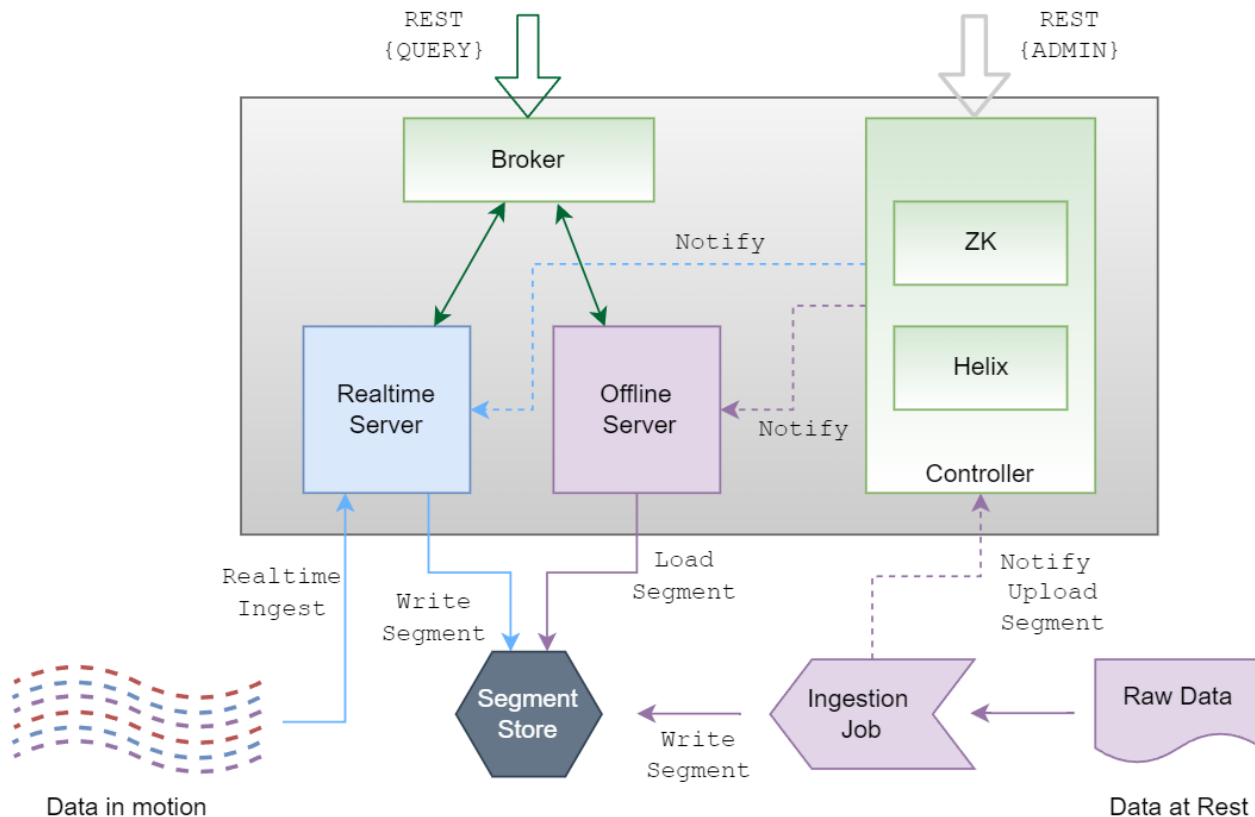 REST
{QUERY}
REST
{ADMIN}
Broker
ZK
Notify
Realtime
Server
Offline
Server
Helix
Notify
Controller
Realtime
Ingest
Write
Segment
Load
Segment
Notify
Upload
Segment
Segment
Store
Ingestion
Job
Raw Data
Write
Segment
Data in motion
Data at Rest